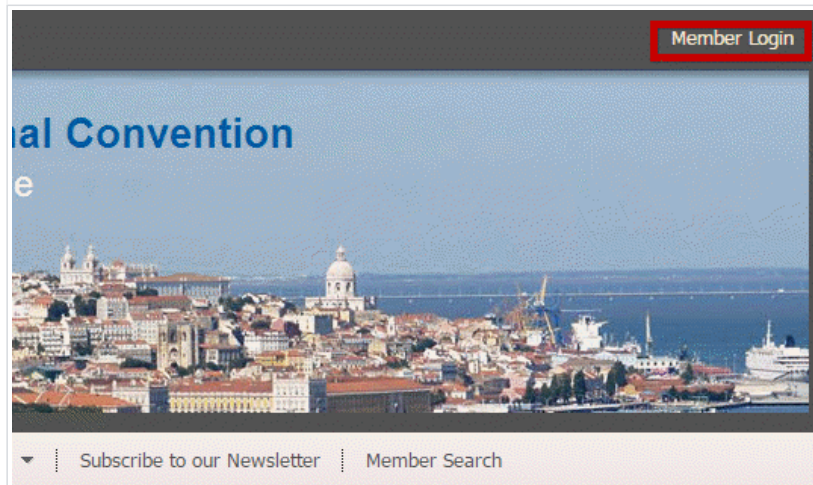 Member Login
al Convention
e
Subscribe to our Newsletter Member Search